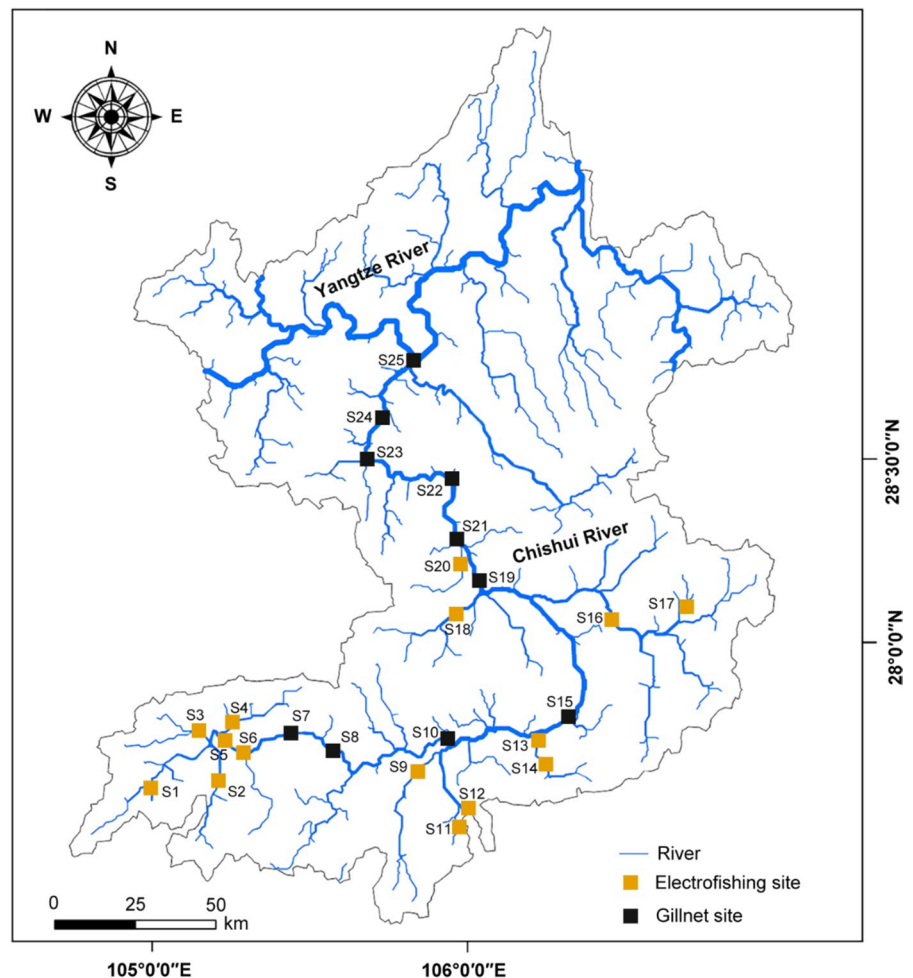 N
W E
S
Yangtze River
S25
S24
S23
S22
28°30'0"N
S21
Chishui River
S20
S19
S17
S16
S18
28°0'0"N
S15
S4
S3
S7
S10
S5 S6
S8
S13
S9
S14
S1
S2
S12
S11
River
Electrofishing site
Gillnet site
0 25 50
km
105°0'0"E
106°0'0"E